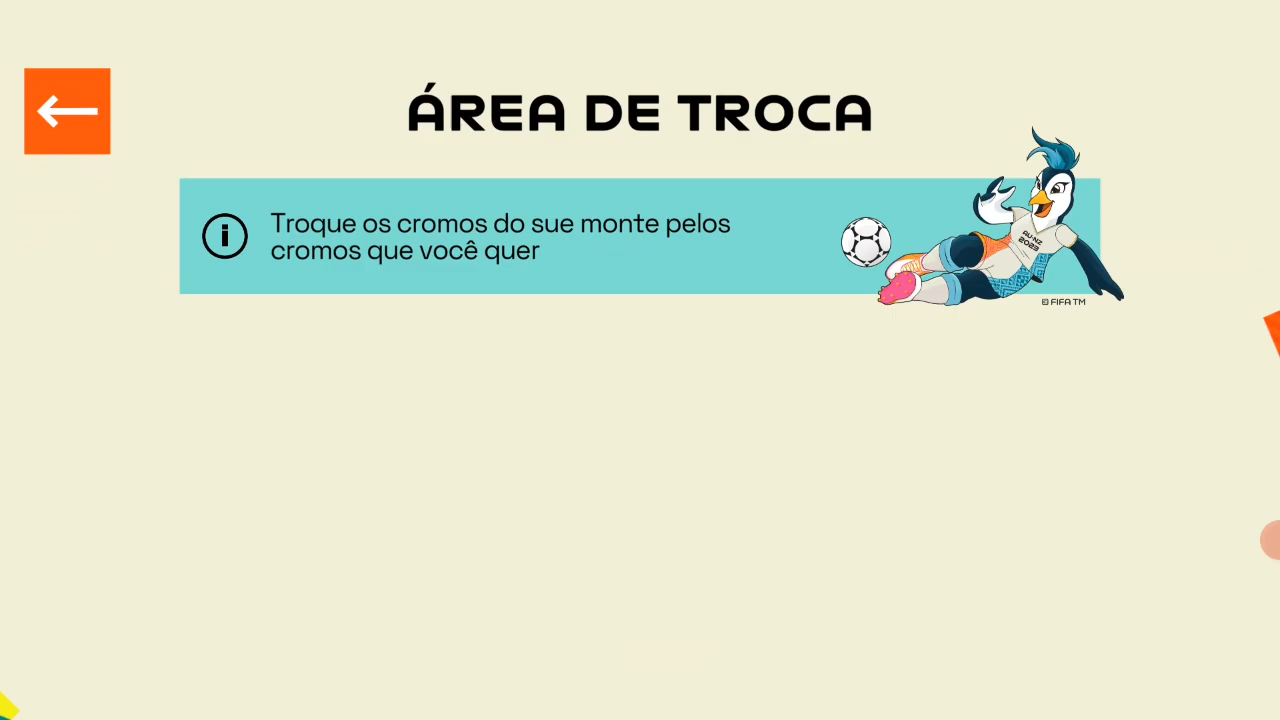 ÁREA DE TROCA
Troque os cromos do sue monte pelos
cromos que você quer
AU·NZ
2023
© FIFA TM